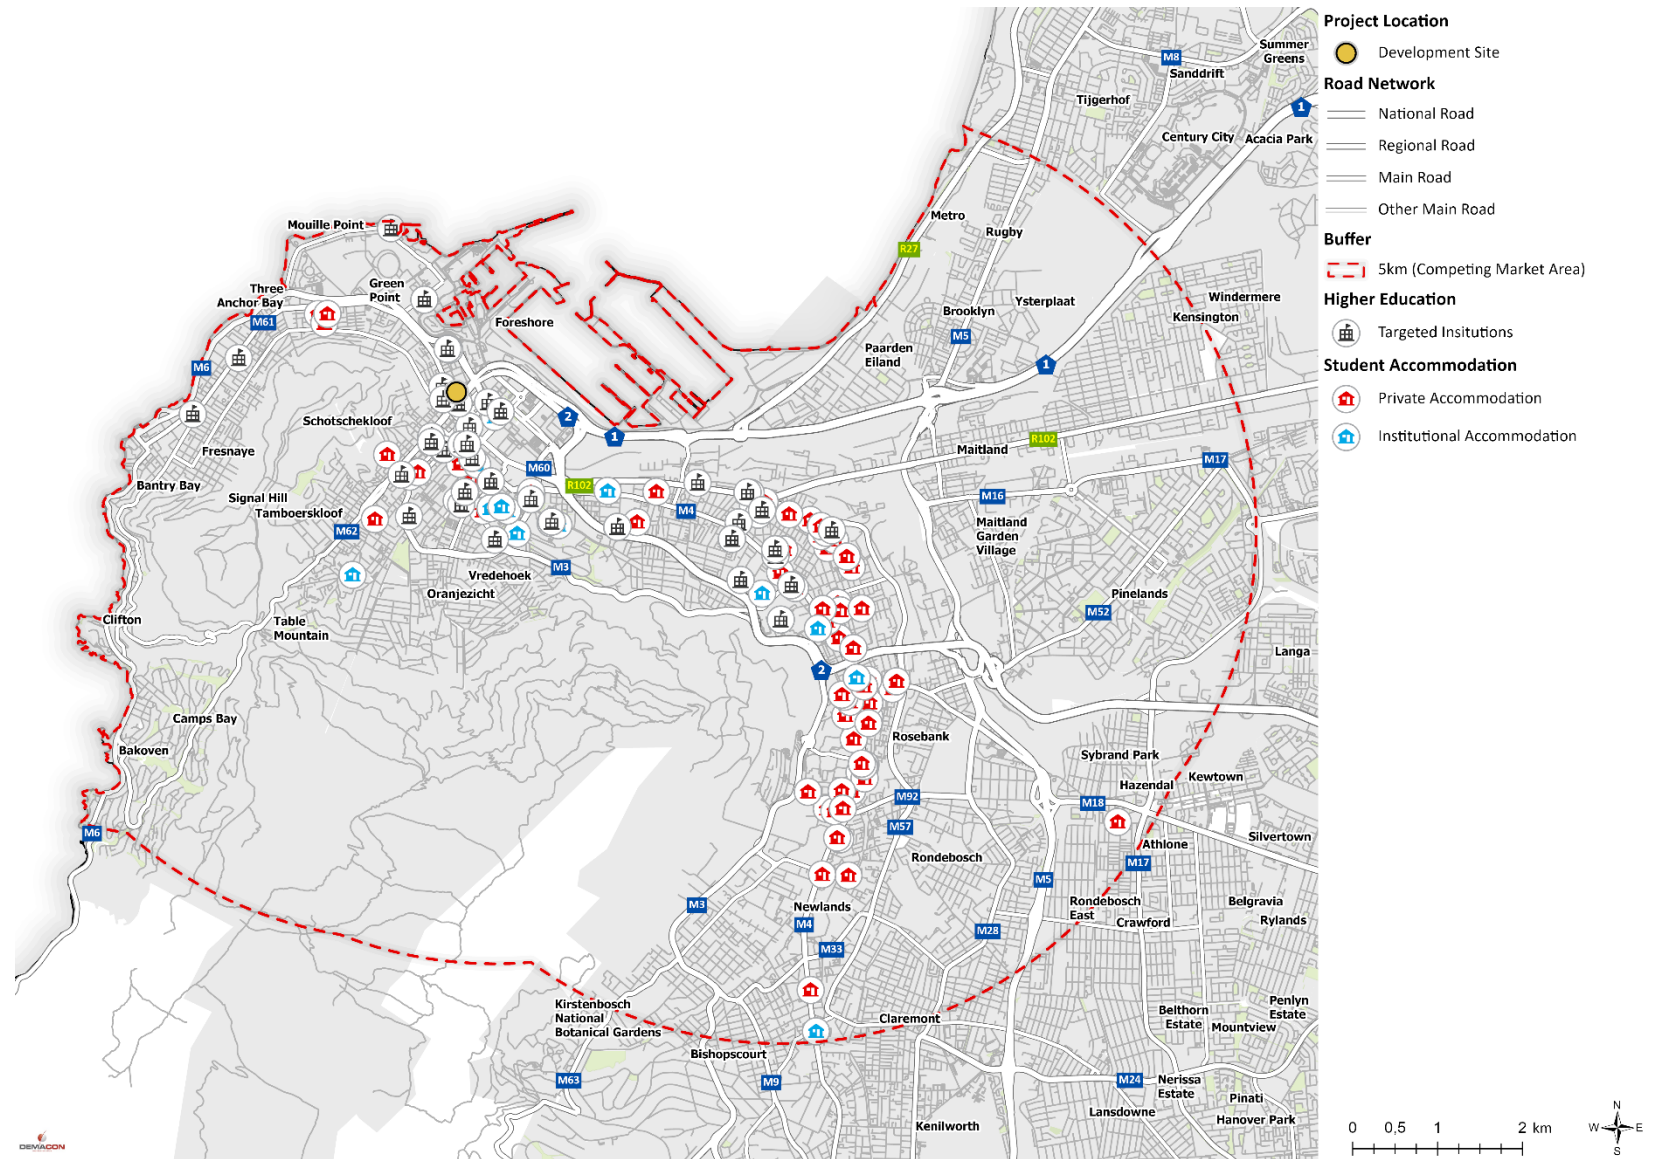 Summer
Greens
M8
Sanddrift
Tijgerhof
1
Century City
Acacia Park
Metro
Mouille Point
Rugby
R27
Three
Anchor Bay
Green
Point
Foreshore
M61
Ysterplaat
Windermere
Kensington
Brooklyn
M5
Paarden
Eiland
M6
1
Schotschekloof
2
1
Fresnaye
Maitland
R102
M17
M60
Bantry Bay
R102
Signal Hill
Tamboerskloof
M62
M4
M16
Maitland
Garden
Village
Vredehoek
M3
Oranjezicht
Pinelands
M52
Clifton
Table
Mountain
Langa
2
Camps Bay
Bakoven
Rosebank
Sybrand Park
Kewtown
Hazendal
M92
M18
M57
M6
Silvertown
Athlone
Rondebosch
M17
M5
M3
Newlands
Rondebosch
East
Belgravia
M4
Crawford
Rylands
M28
M33
Kirstenbosch
National
Botanical Gardens
Claremont
Belthorn
Estate
Penlyn
Estate
Mountview
Bishopscourt
M63
M9
M24
Nerissa
Estate
Pinati
Lansdowne
Hanover Park
Kenilworth
DEMACON
Project Location
Development Site
Road Network
National Road
Regional Road
Main Road
Other Main Road
Buffer
5km (Competing Market Area)
Higher Education
Targeted Insitutions
Student Accommodation
Private Accommodation
Institutional Accommodation
0 0,5 1 2 km
N
W E
S